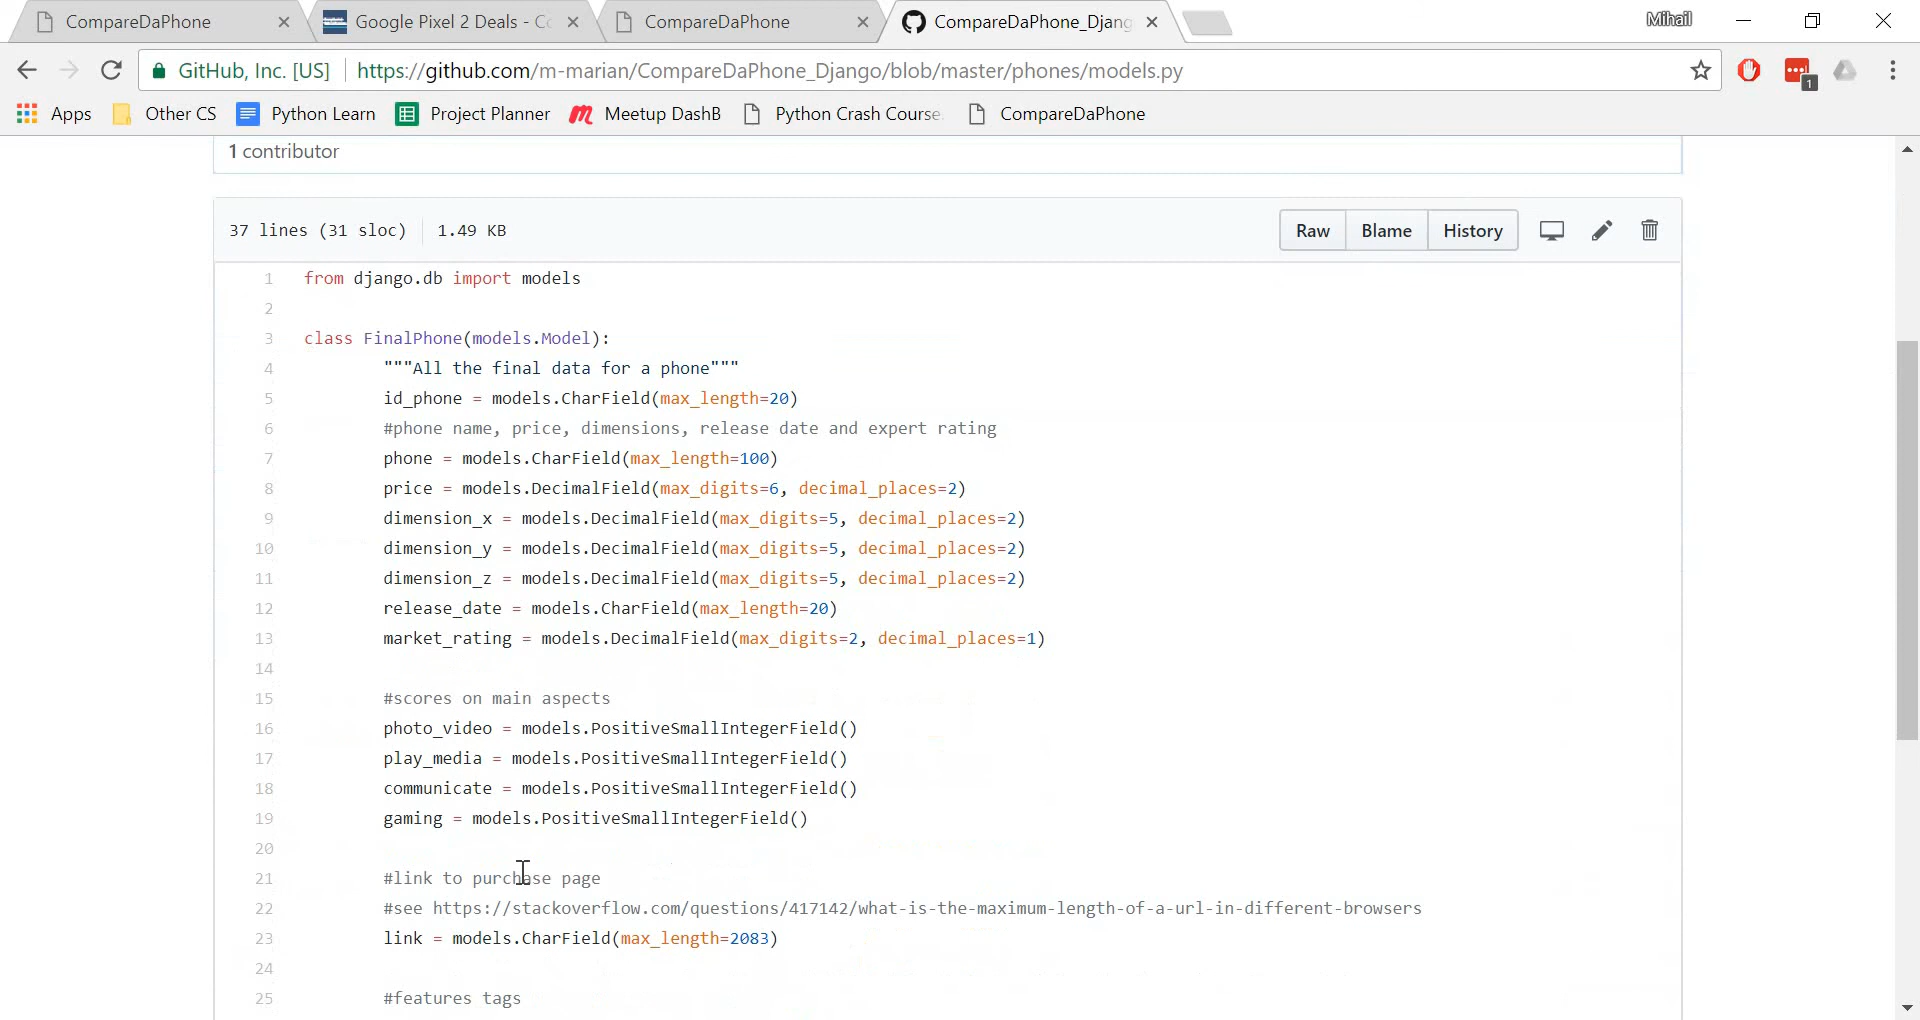 CompareDaPhone
Google Pixel 2 Deals - Co
CompareDaPhone
CompareDaPhone_Djang
Mihail
GitHub, Inc. [US] https://github.com/m-marian/CompareDaPhone_Django/blob/master/phones/models.py
1
Apps Other CS Python Learn Project Planner Meetup DashB Python Crash Course CompareDaPhone
1 contributor
37 lines (31 sloc) 1.49 KB Raw Blame History
1 from django.db import models
2
3 class FinalPhone(models.Model):
4 """All the final data for a phone"""
5 id_phone = models.CharField(max_length=20)
6 #phone name, price, dimensions, release date and expert rating
7 phone = models.CharField(max_length=100)
8 price = models.DecimalField(max_digits=6, decimal_places=2)
9 dimension_x = models.DecimalField(max_digits=5, decimal_places=2)
10 dimension_y = models.DecimalField(max_digits=5, decimal_places=2)
11 dimension_z = models.DecimalField(max_digits=5, decimal_places=2)
12 release_date = models.CharField(max_length=20)
13 market_rating = models.DecimalField(max_digits=2, decimal_places=1)
14
15 #scores on main aspects
16 photo_video = models.PositiveSmallIntegerField()
17 play_media = models.PositiveSmallIntegerField()
18 communicate = models.PositiveSmallIntegerField()
19 gaming = models.PositiveSmallIntegerField()
20
21 #link to purchase page
22 #see https://stackoverflow.com/questions/417142/what-is-the-maximum-length-of-a-url-in-different-browsers
23 link = models.CharField(max_length=2083)
24
25 #features tags